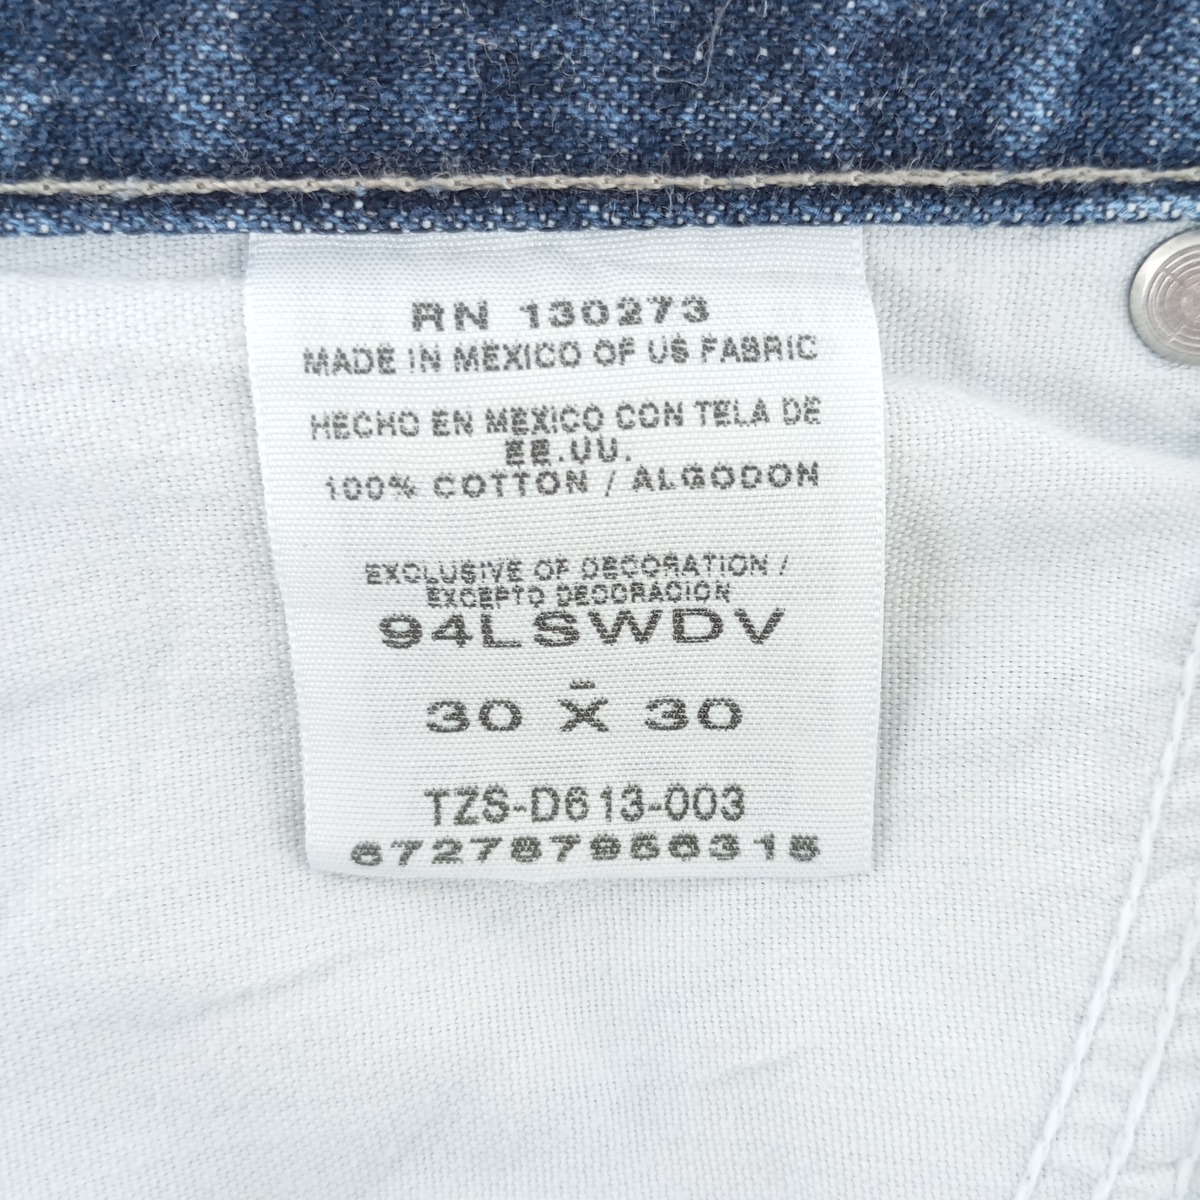 RN 130273
MADE IN MEXICO OF US FABRIC
HECHO EN MEXICO CON TELA DE
EE.UU.
100% COTTON / ALGODON
EXCLUSIVE OF DECORATION /
EXCEPTO DECORACION
94LSWDV
30 X 30
TZS-D613-003